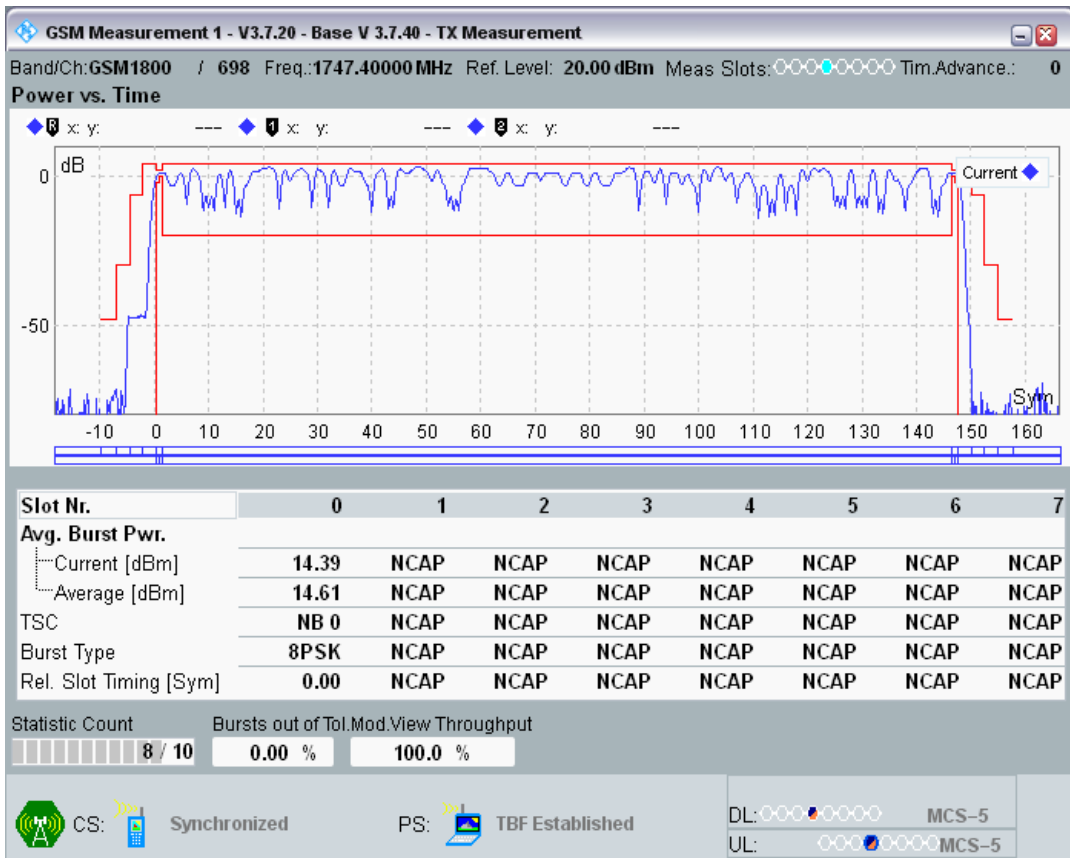 GSM Measurement 1 - V3.7.20 - Base V 3.7.40 - TX Measurement
Band/Ch:GSM1800 / 698 Freq.:1747.40000 MHz Ref. Level: 20.00 dBm Meas Slots: Tim.Advance.: 0
Power vs. Time
R x: y: --- 1 x: y: --- 2 x: y: ---
dB
Current
0
-50
Sym
-10 0 10 20 30 40 50 60 70 80 90 100 110 120 130 140 150 160
Slot Nr. 0 1 2 3 4 5 6 7
Avg. Burst Pwr.
Current [dBm] 14.39 NCAP NCAP NCAP NCAP NCAP NCAP NCAP
Average [dBm] 14.61 NCAP NCAP NCAP NCAP NCAP NCAP NCAP
TSC NB 0 NCAP NCAP NCAP NCAP NCAP NCAP NCAP
Burst Type 8PSK NCAP NCAP NCAP NCAP NCAP NCAP NCAP
Rel. Slot Timing [Sym] 0.00 NCAP NCAP NCAP NCAP NCAP NCAP NCAP
Statistic Count Bursts out of Tol.Mod.View Throughput
8 / 10 0.00 % 100.0 %
CS: Synchronized PS: TBF Established DL: MCS-5
UL: MCS-5